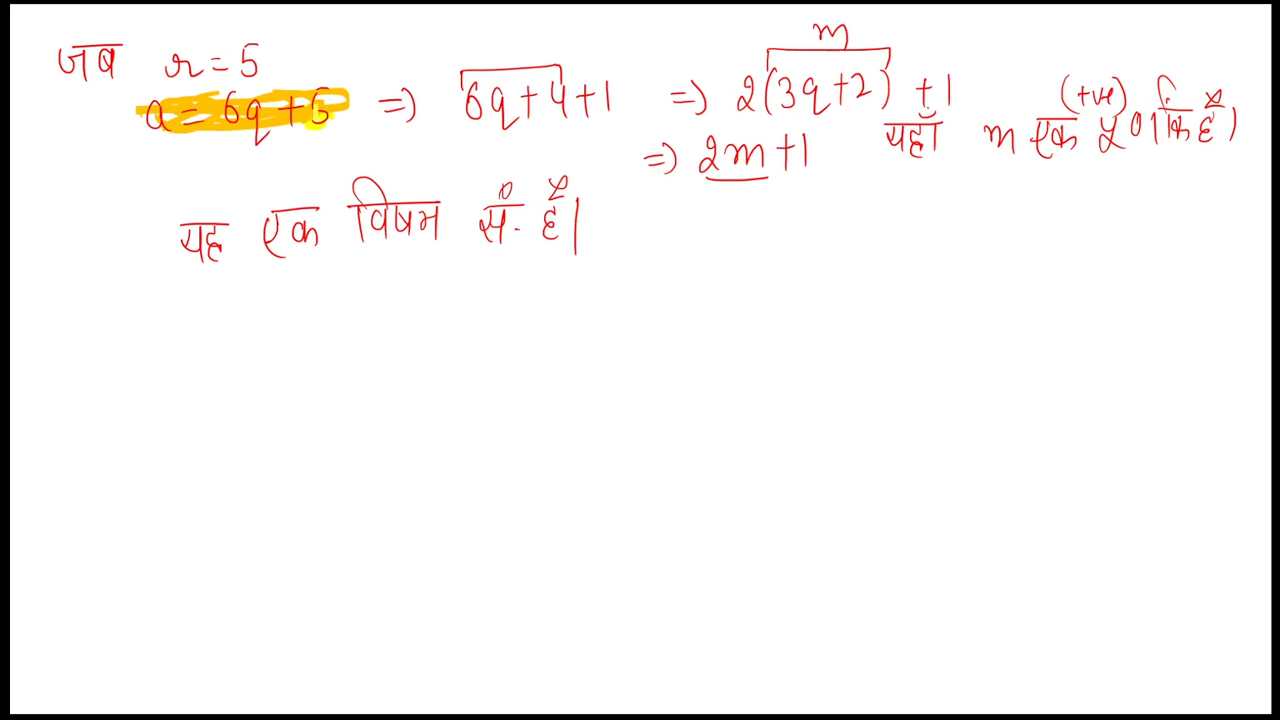 जब r = 5
a = 6q + 5 => 6q + 4 + 1 => 2(3q + 2) + 1
m
=> 2m + 1 यहाँ m एक (+ve) पूर्णांक है।
यह एक विषम सं. है।